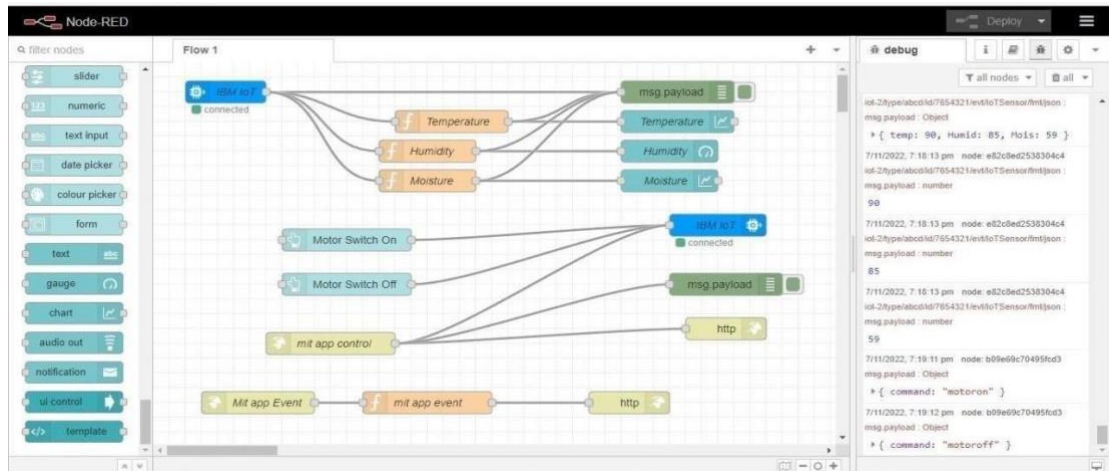 Node-RED
Deploy
filter nodes
Flow 1
debug
i
all nodes
all
slider
numeric
123
text input
abc
date picker
colour picker
form
text
abc
gauge
chart
audio out
notification
ui control
template
</>
IBM IoT
connected
f
Temperature
f
Humidity
f
Moisture
msg.payload
Temperature
Humidity
Moisture
Motor Switch On
Motor Switch Off
IBM IoT
connected
msg.payload
mit app control
http
Mit app Event
f
mit app event
http
iot-2/type/abcd/id/7654321/evt/IoTSensor/fmt/json :
msg.payload : Object
{ temp: 90, Humid: 85, Mois: 59 }
7/11/2022, 7:18:13 pm node: e82c8ed2538304c4
iot-2/type/abcd/id/7654321/evt/IoTSensor/fmt/json :
msg.payload : number
90
7/11/2022, 7:18:13 pm node: e82c8ed2538304c4
iot-2/type/abcd/id/7654321/evt/IoTSensor/fmt/json :
msg.payload : number
85
7/11/2022, 7:18:13 pm node: e82c8ed2538304c4
iot-2/type/abcd/id/7654321/evt/IoTSensor/fmt/json :
msg.payload : number
59
7/11/2022, 7:19:11 pm node: b09e69c70495fcd3
msg.payload : Object
{ command: "motoron" }
7/11/2022, 7:19:12 pm node: b09e69c70495fcd3
msg.payload : Object
{ command: "motoroff" }